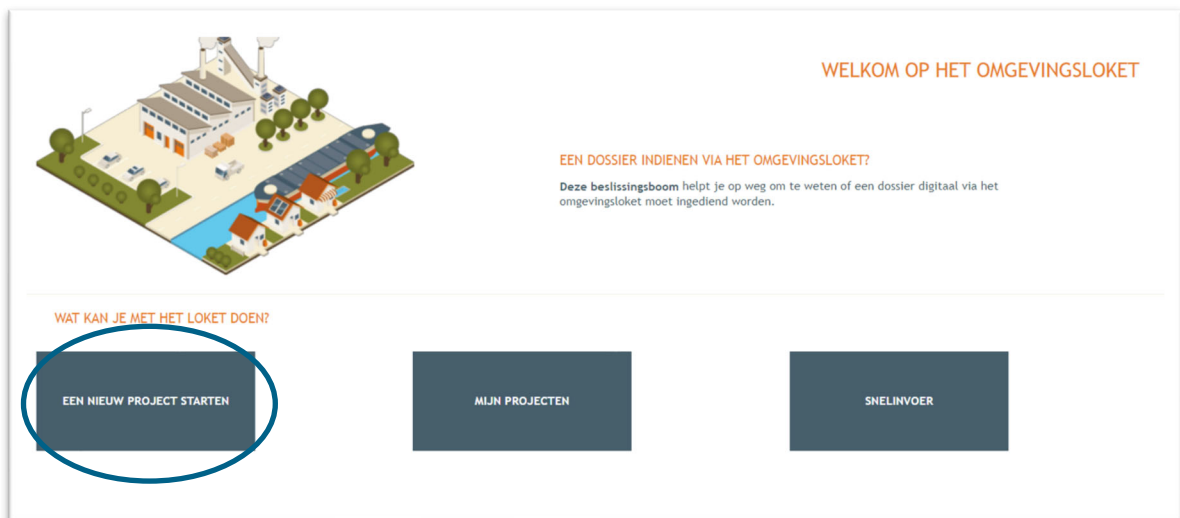 WELKOM OP HET OMGEVINGSLOKET
EEN DOSSIER INDIENEN VIA HET OMGEVINGSLOKET?
Deze beslissingsboom helpt je op weg om te weten of een dossier digitaal via het
omgevingsloket moet ingediend worden.
WAT KAN JE MET HET LOKET DOEN?
EEN NIEUW PROJECT STARTEN
MIJN PROJECTEN
SNELINVOER